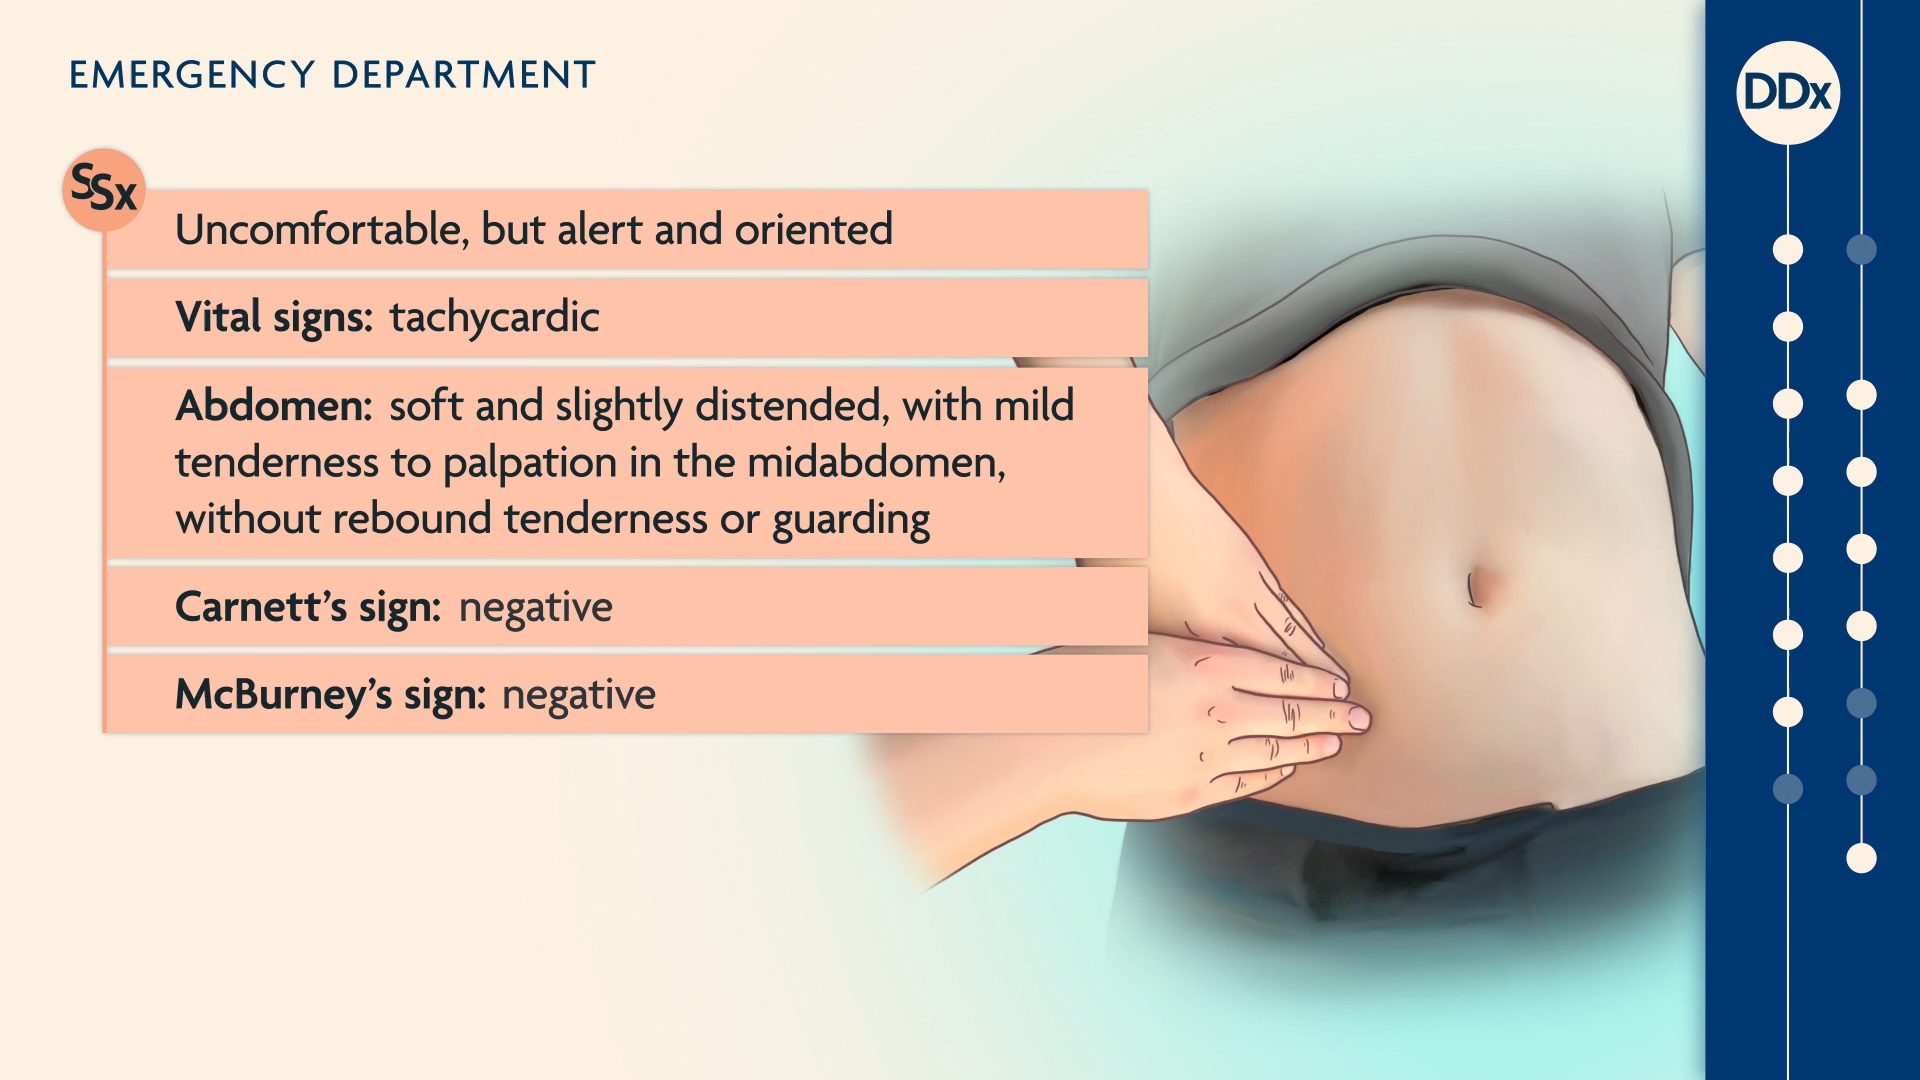 EMERGENCY DEPARTMENT
DDx
SSx
Uncomfortable, but alert and oriented
Vital signs: tachycardic
Abdomen: soft and slightly distended, with mild
tenderness to palpation in the midabdomen,
without rebound tenderness or guarding
Carnett’s sign: negative
McBurney’s sign: negative